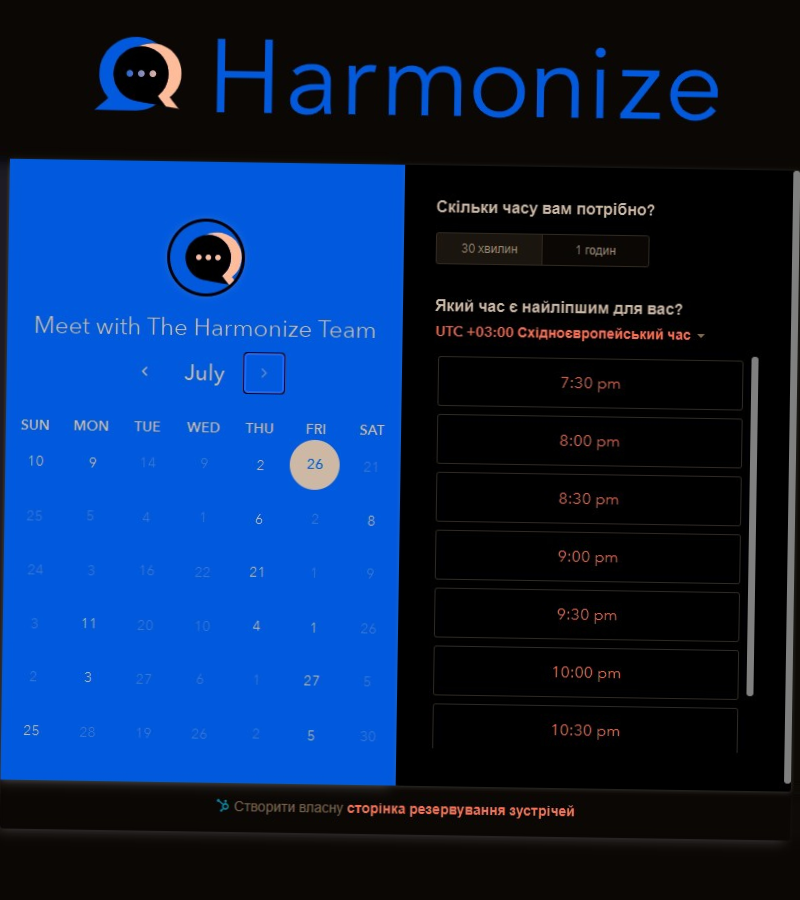 Harmonize
Meet with The Harmonize Team
July
SUN MON TUE WED THU FRI SAT
10 9 14 9 2 26 21
25 5 4 1 6 2 8
24 3 16 22 21 1 9
3 11 20 10 4 1 26
2 3 27 6 1 27 5
25 28 19 26 2 5 30
Скільки часу вам потрібно?
30 хвилин 1 годин
Який час є найліпшим для вас?
UTC +03:00 Східноєвропейський час
7:30 pm
8:00 pm
8:30 pm
9:00 pm
9:30 pm
10:00 pm
10:30 pm
Створити власну сторінка резервування зустрічей